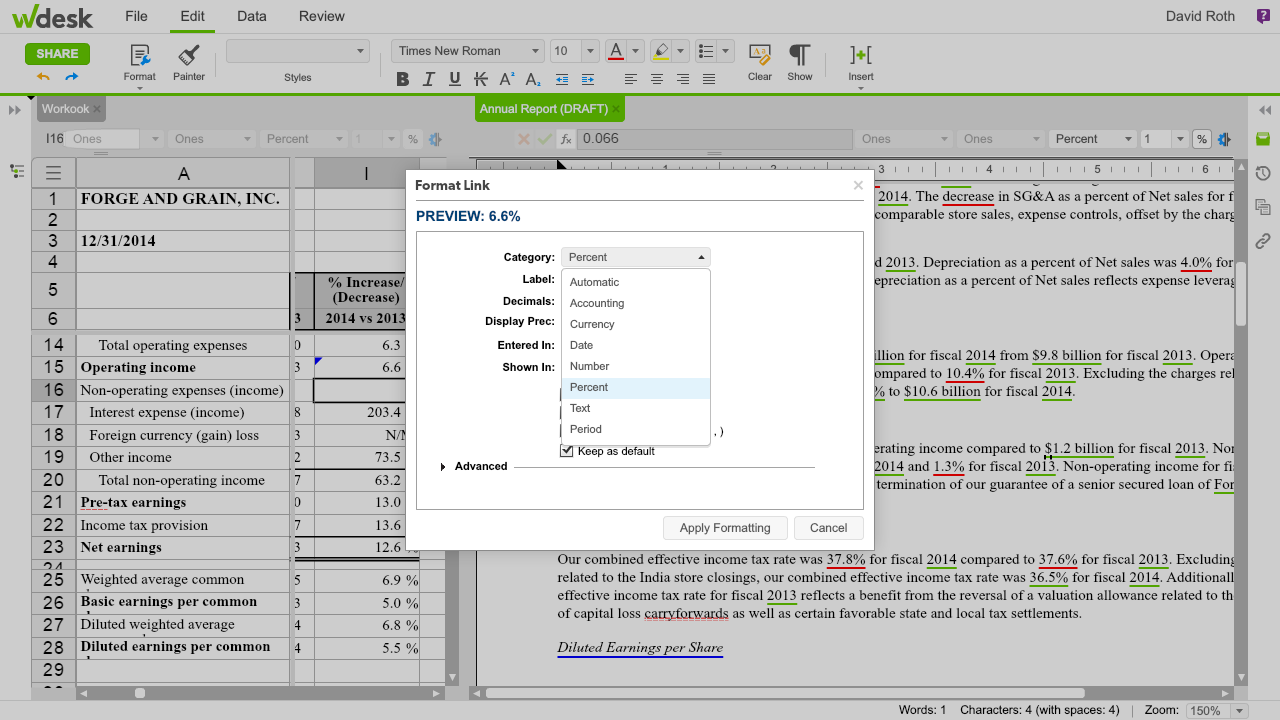 wdesk
File Edit Data Review
David Roth
SHARE
Times New Roman
10
Format Painter
Styles
B I U K A² A₂
Clear Show
Insert
Workook
Annual Report (DRAFT)
I16 Ones Ones Percent 1 %
fx 0.066 Ones Ones Percent 1 %
A I
1 3 4 5 6
1 FORGE AND GRAIN, INC.
2
3 12/31/2014
4
5 % Increase/
(Decrease)
6 3 2014 vs 2013
14 Total operating expenses 0 6.3
15 Operating income 3 6.6
16 Non-operating expenses (income)
17 Interest expense (income) 8 203.4
18 Foreign currency (gain) loss 3
19 Other income 2 73.5
20 Total non-operating income 7 63.2
21 Pre-tax earnings 0 13.0
22 Income tax provision 7 13.6
23 Net earnings 3 12.6 %
24
25 Weighted average common 5 6.9 %
26 Basic earnings per common 3 5.0 %
27 Diluted weighted average 4 6.8 %
28 Diluted earnings per common 4 5.5 %
29
Format Link
PREVIEW: 6.6%
Category: Percent
Label:
Decimals:
Display Prec:
Entered In:
Shown In:
Automatic
Accounting
Currency
Date
Number
Percent
Text
Period
, )
Keep as default
Advanced
Apply Formatting Cancel
2014. The decrease in SG&A as a percent of Net sales for
comparable store sales, expense controls, offset by the
d 2013. Depreciation as a percent of Net sales was 4.0% for
epreciation as a percent of Net sales reflects expense
illion for fiscal 2014 from $9.8 billion for fiscal 2013.
ompared to 10.4% for fiscal 2013. Excluding the charges
% to $10.6 billion for fiscal 2014.
erating income compared to $1.2 billion for fiscal 2013.
2014 and 1.3% for fiscal 2013. Non-operating income for
termination of our guarantee of a senior secured loan of
Our combined effective income tax rate was 37.8% for fiscal 2014 compared to 37.6% for fiscal 2013. Excluding
related to the India store closings, our combined effective income tax rate was 36.5% for fiscal 2014.
effective income tax rate for fiscal 2013 reflects a benefit from the reversal of a valuation allowance related to the
of capital loss carryforwards as well as certain favorable state and local tax settlements.
Diluted Earnings per Share
Words: 1 Characters: 4 (with spaces: 4) | Zoom: 150%